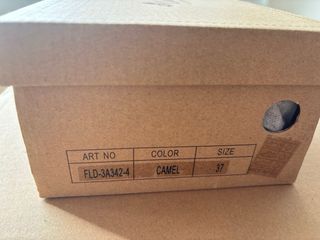 ART NO COLOR SIZE
FLD-3A342-4 CAMEL 37